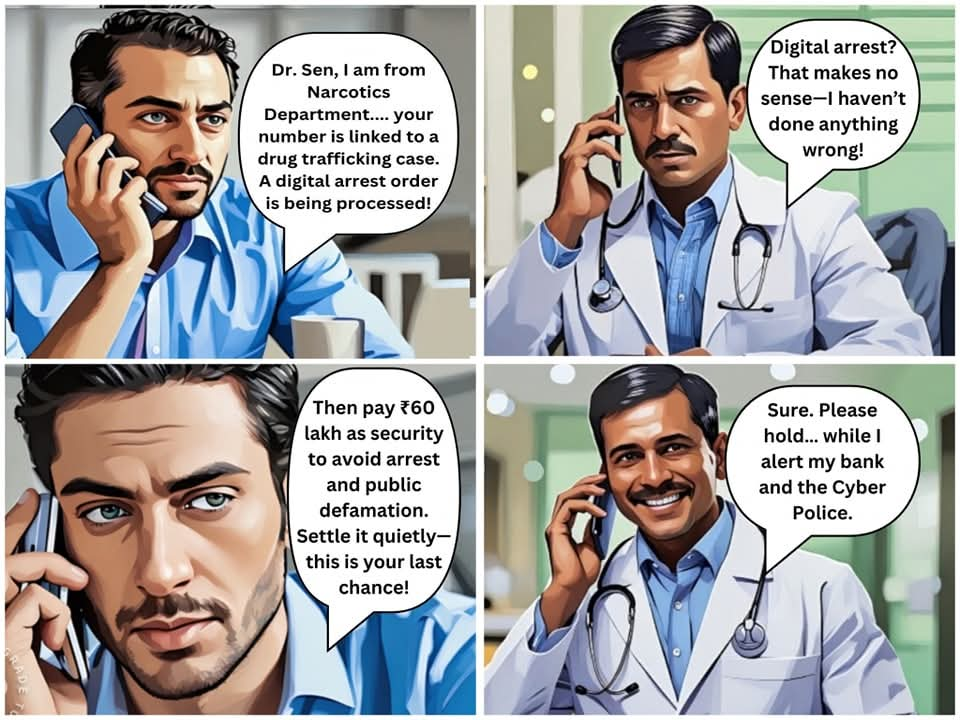 Dr. Sen, I am from
Narcotics
Department.... your
number is linked to a
drug trafficking case.
A digital arrest order
is being processed!
Digital arrest?
That makes no
sense—I haven’t
done anything
wrong!
Then pay ₹60
lakh as security
to avoid arrest
and public
defamation.
Settle it quietly—
this is your last
chance!
Sure. Please
hold... while I
alert my bank
and the Cyber
Police.